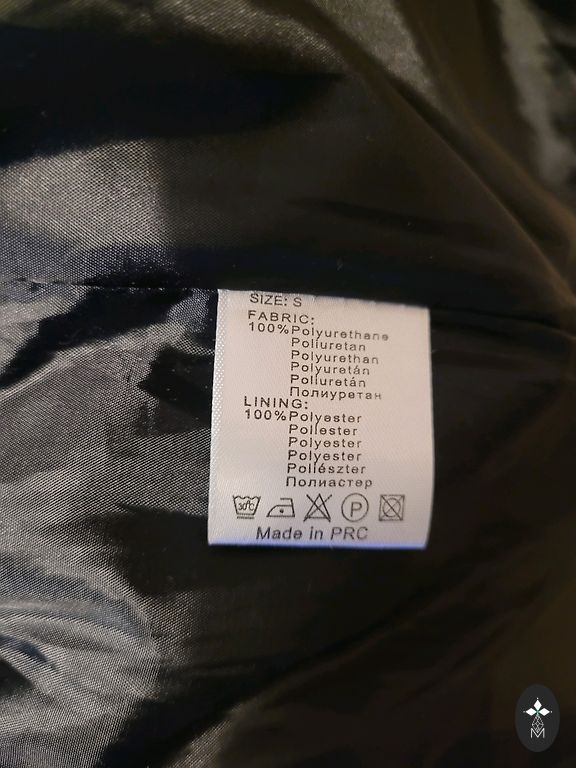 SIZE: S
FABRIC:
100%Polyurethane
Poliuretan
Polyurethan
Polyuretán
Poliuretán
Полиуретан
LINING:
100%Polyester
Poliester
Polyester
Polyester
Poliészter
Полиастер
30°C
P
Made in PRC
M